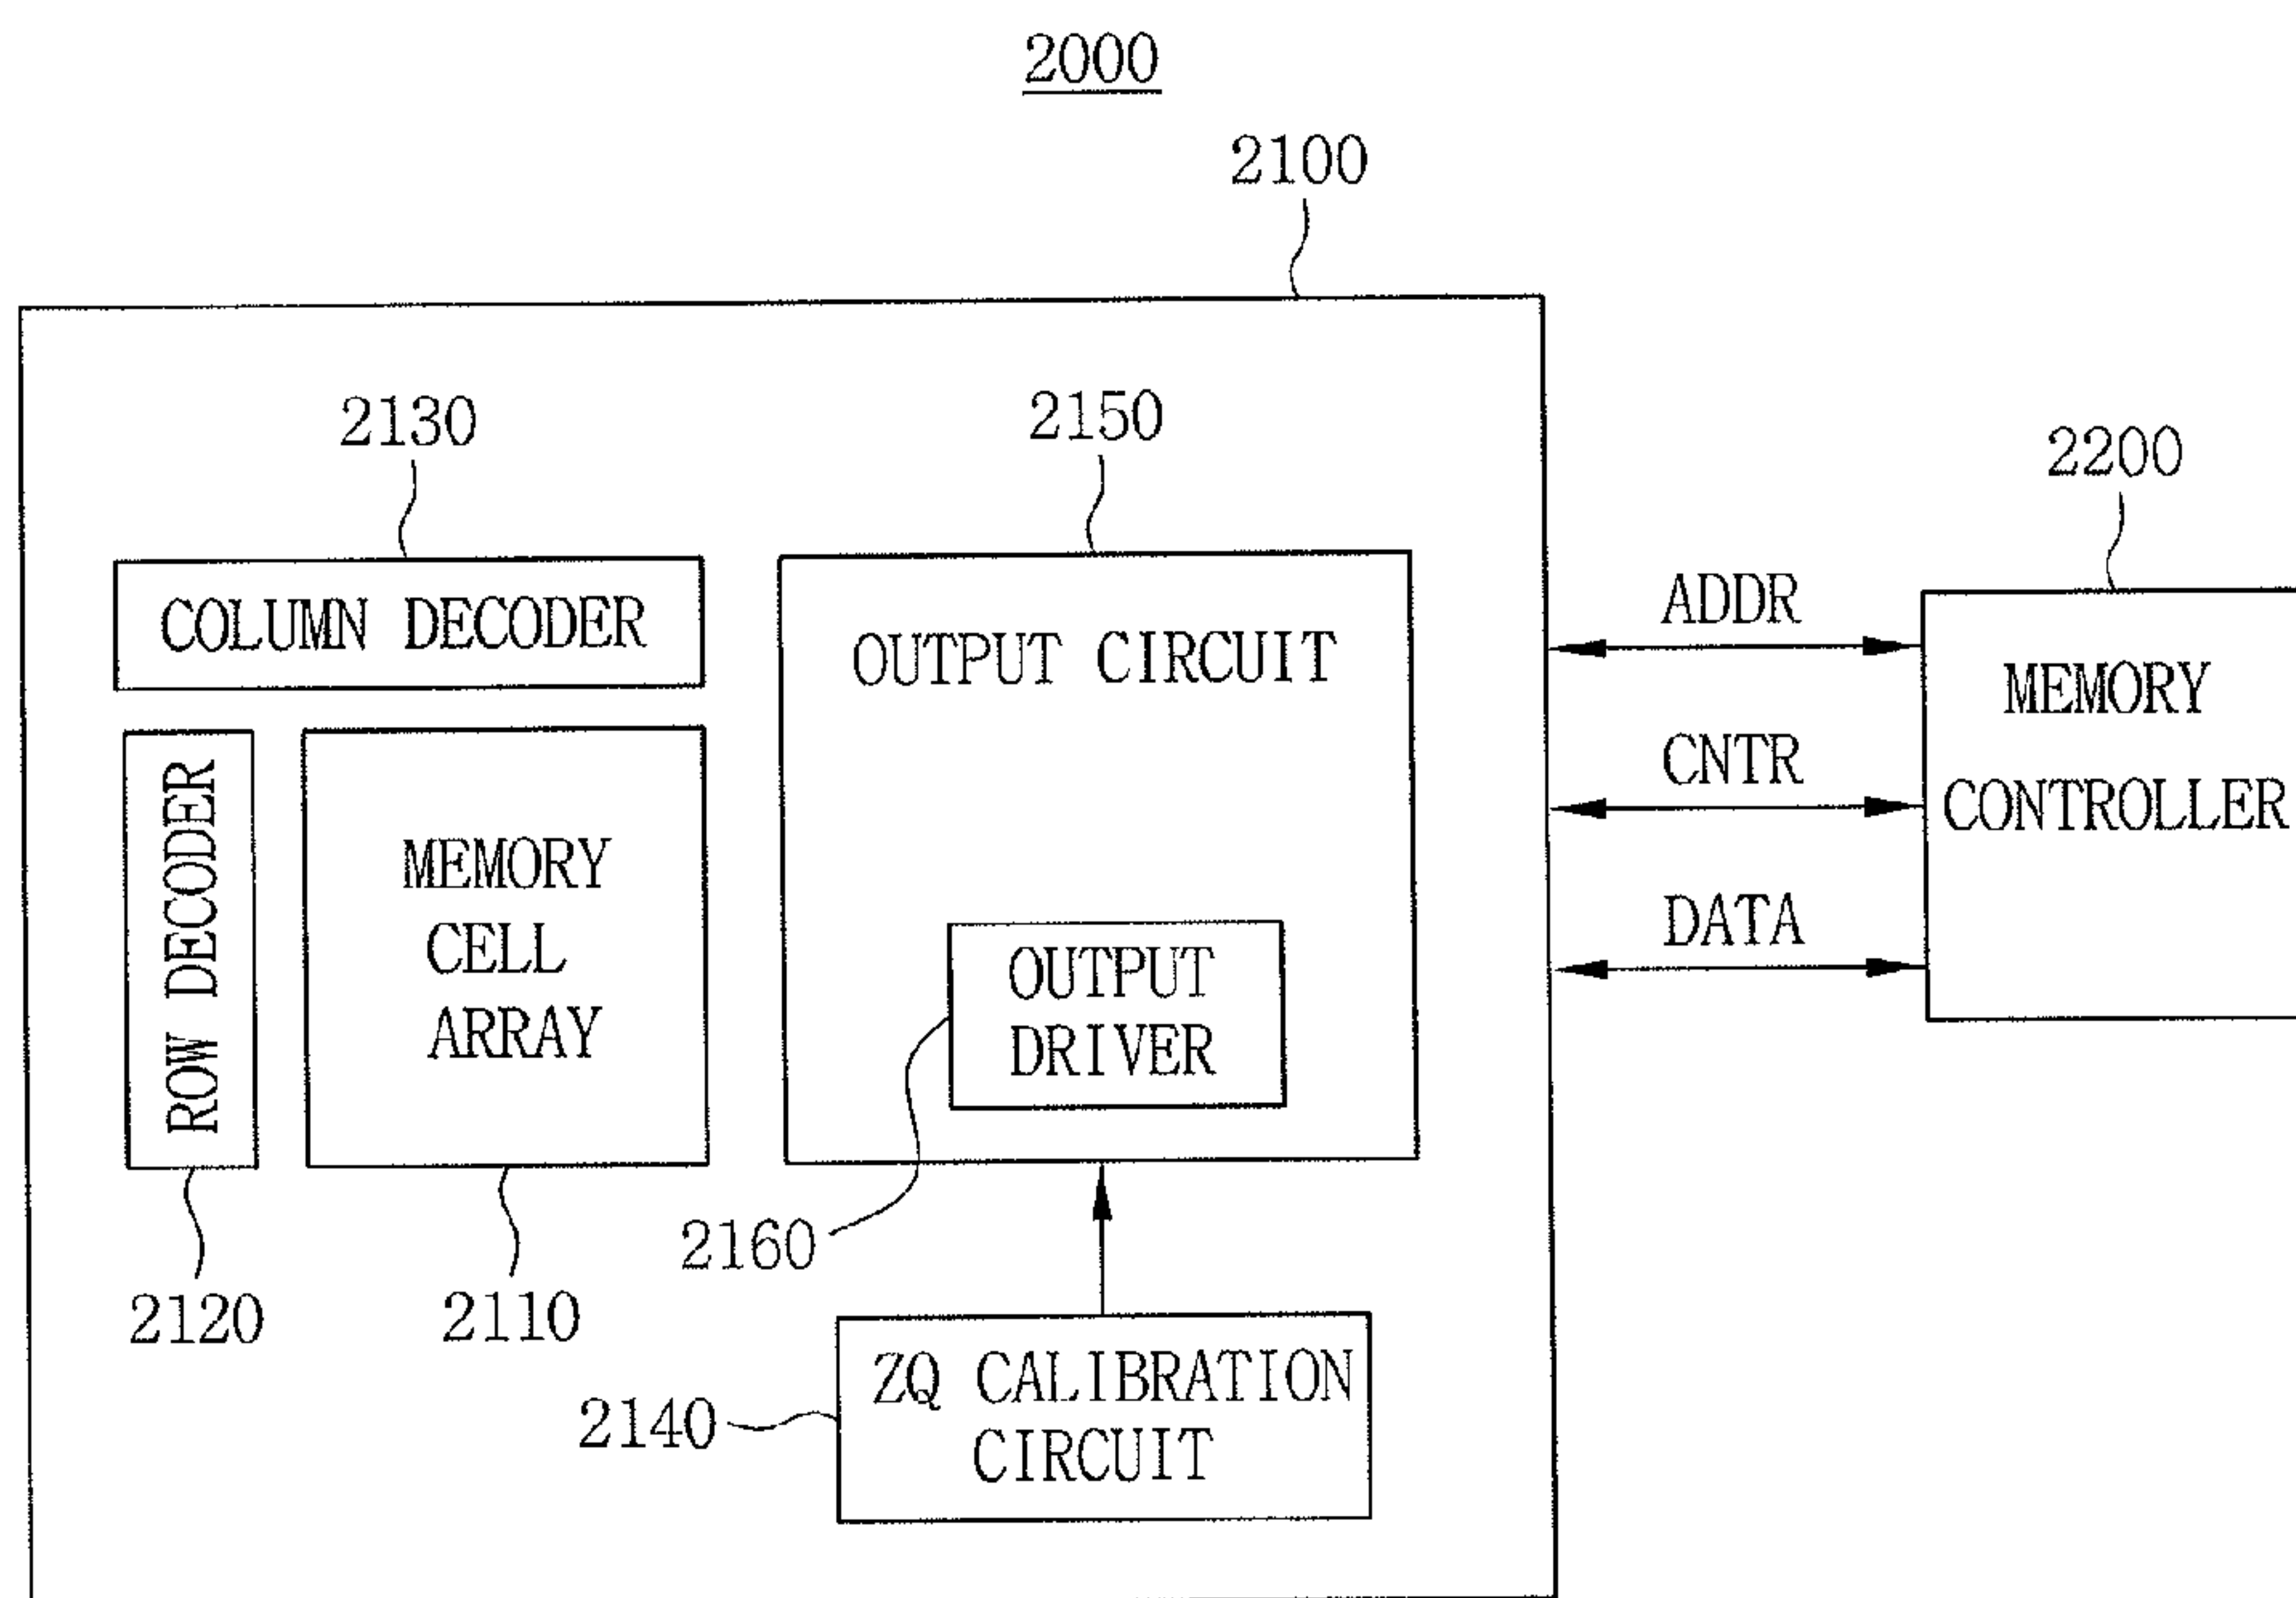 2000
2100
2130
2150
2200
COLUMN DECODER
OUTPUT CIRCUIT
ADDR
MEMORY
CONTROLLER
CNTR
DATA
ROW DECODER
MEMORY
CELL
ARRAY
OUTPUT
DRIVER
2160
2120
2110
ZQ CALIBRATION
CIRCUIT
2140